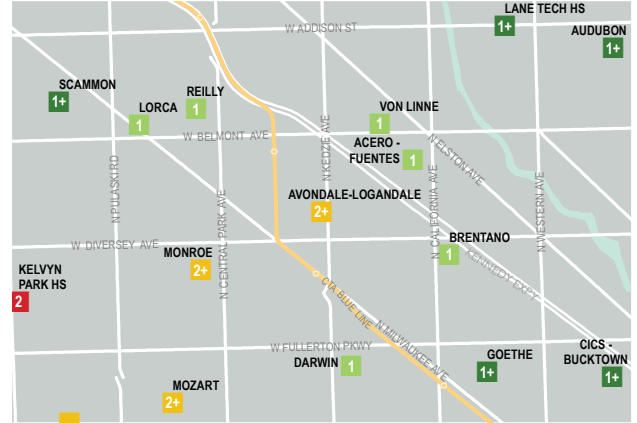 LANE TECH HS
1+
W ADDISON ST
AUDUBON
1+
SCAMMON
1+
REILLY
1
LORCA
1
VON LINNE
1
W BELMONT AVE
N KEDZIE AVE
ACERO -
FUENTES
1
N ELSTON AVE
N PULASKI RD
N CENTRAL PARK AVE
N CALIFORNIA AVE
N WESTERN AVE
AVONDALE-LOGANDALE
2+
W DIVERSEY AVE
BRENTANO
1
KENNEDY EXPY
MONROE
2+
KELVYN
PARK HS
2
CTA BLUE LINE
N MILWAUKEE AVE
W FULLERTON PKWY
DARWIN
1
GOETHE
1+
CICS -
BUCKTOWN
1+
MOZART
2+